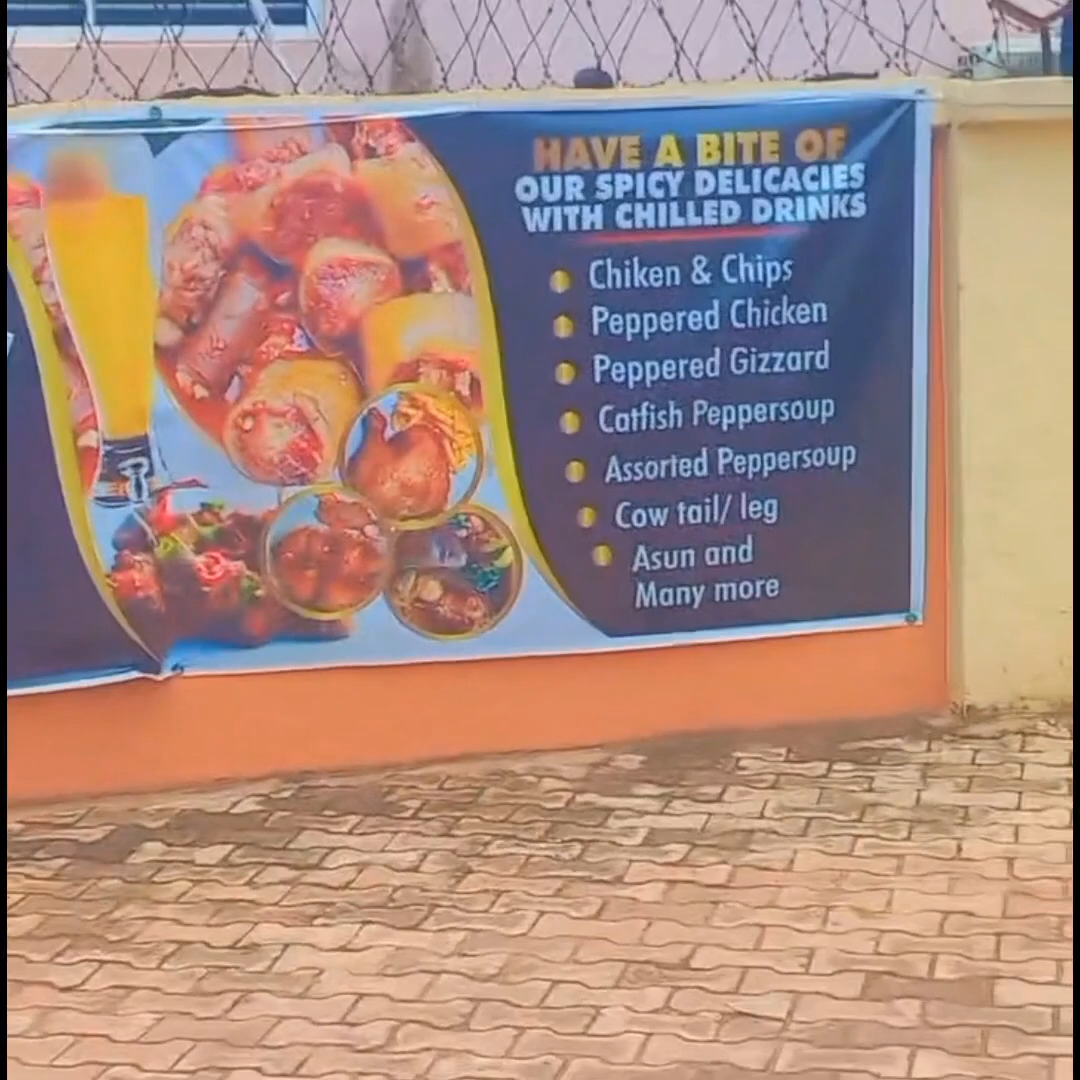 HAVE A BITE OF
OUR SPICY DELICACIES
WITH CHILLED DRINKS
Chiken & Chips
Peppered Chicken
Peppered Gizzard
Catfish Peppersoup
Assorted Peppersoup
Cow tail/ leg
Asun and
Many more